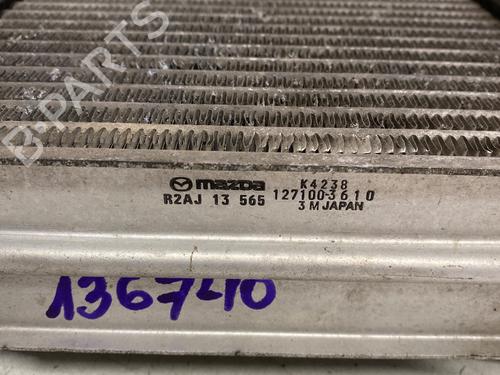 B-PARTS
mazda K4238
R2AJ 13 565 127100-3610
3 M JAPAN
136740